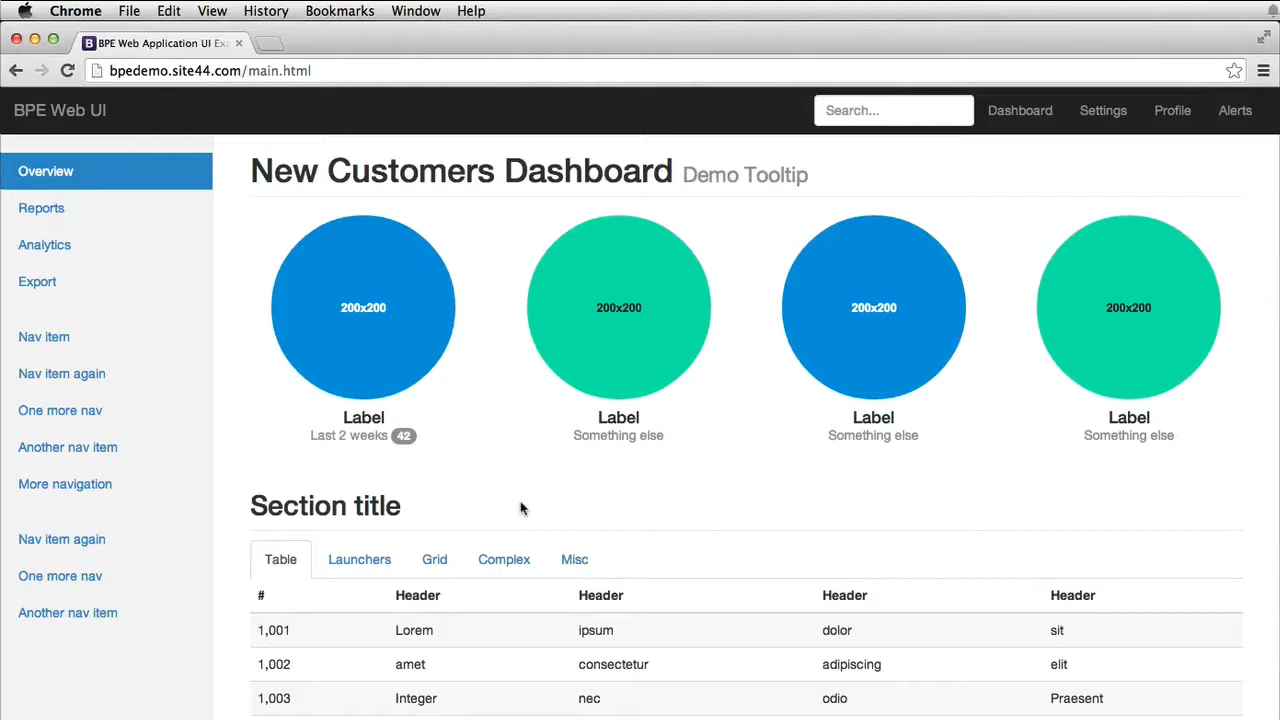 Chrome File Edit View History Bookmarks Window Help
BPE Web Application UI Exa
bpedemo.site44.com/main.html
BPE Web UI Search... Dashboard Settings Profile Alerts
Overview
Reports
Analytics
Export
Nav item
Nav item again
One more nav
Another nav item
More navigation
Nav item again
One more nav
Another nav item
New Customers Dashboard Demo Tooltip
200x200 200x200 200x200 200x200
Label Label Label Label
Last 2 weeks 42 Something else Something else Something else
Section title
Table Launchers Grid Complex Misc
# Header Header Header Header
1,001 Lorem ipsum dolor sit
1,002 amet consectetur adipiscing elit
1,003 Integer nec odio Praesent